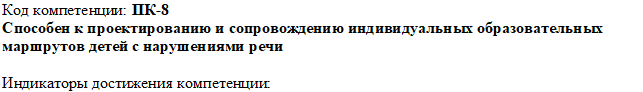 Код компетенции: ПК-8
Способен к проектированию и сопровождению индивидуальных образовательных
маршрутов детей с нарушениями речи
Индикаторы достижения компетенции: